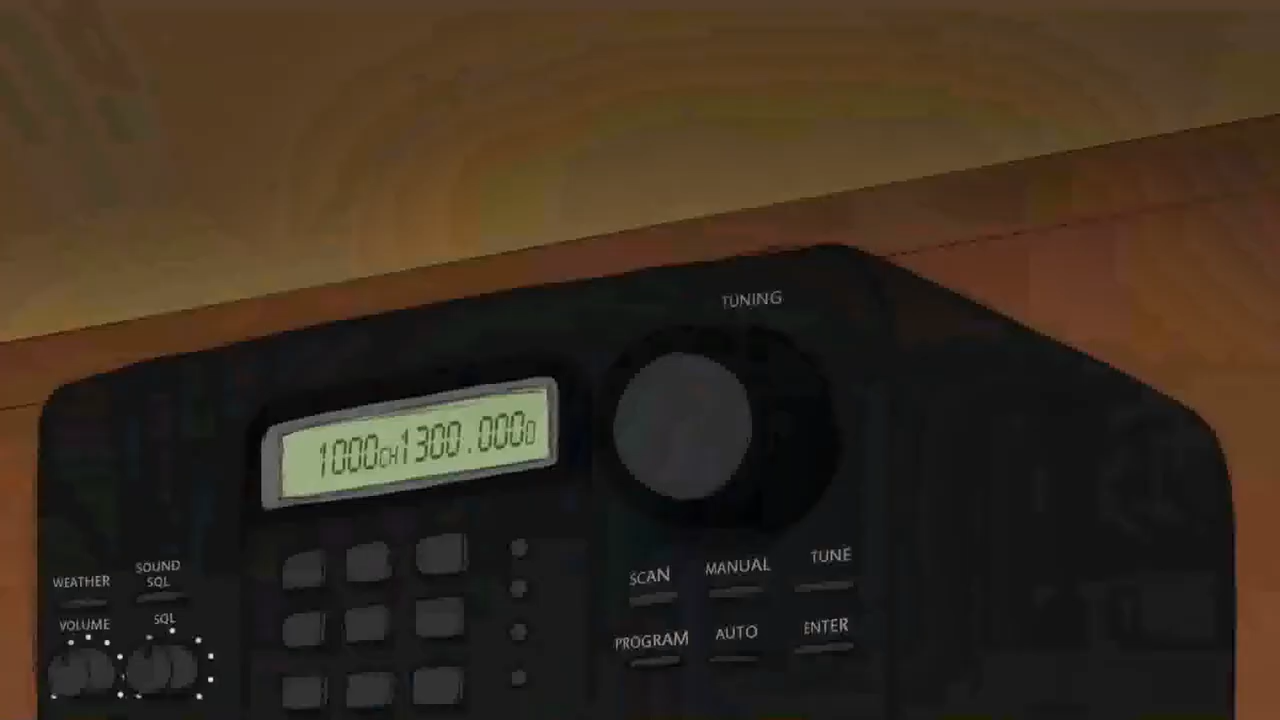 TUNING
1000CH1300.0000
SCAN MANUAL TUNE
PROGRAM AUTO ENTER
WEATHER
SOUND
SQL
VOLUME
SQL